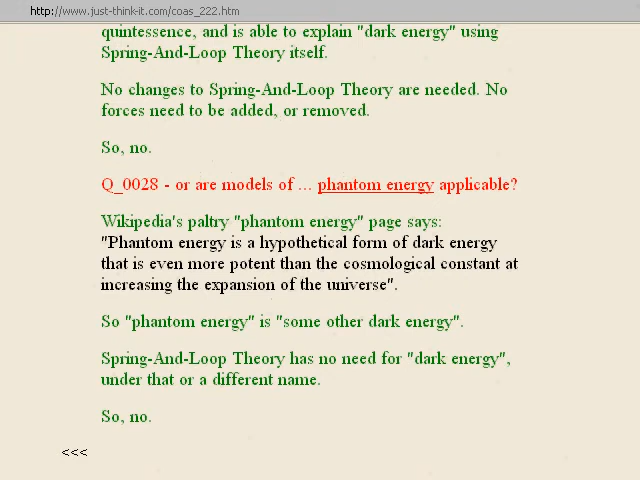 http://www.just-think-it.com/coas_222.htm
quintessence, and is able to explain "dark energy" using
Spring-And-Loop Theory itself.
No changes to Spring-And-Loop Theory are needed. No
forces need to be added, or removed.
So, no.
Q_0028 - or are models of ... phantom energy applicable?
Wikipedia's paltry "phantom energy" page says:
"Phantom energy is a hypothetical form of dark energy
that is even more potent than the cosmological constant at
increasing the expansion of the universe".
So "phantom energy" is "some other dark energy".
Spring-And-Loop Theory has no need for "dark energy",
under that or a different name.
So, no.
<<<